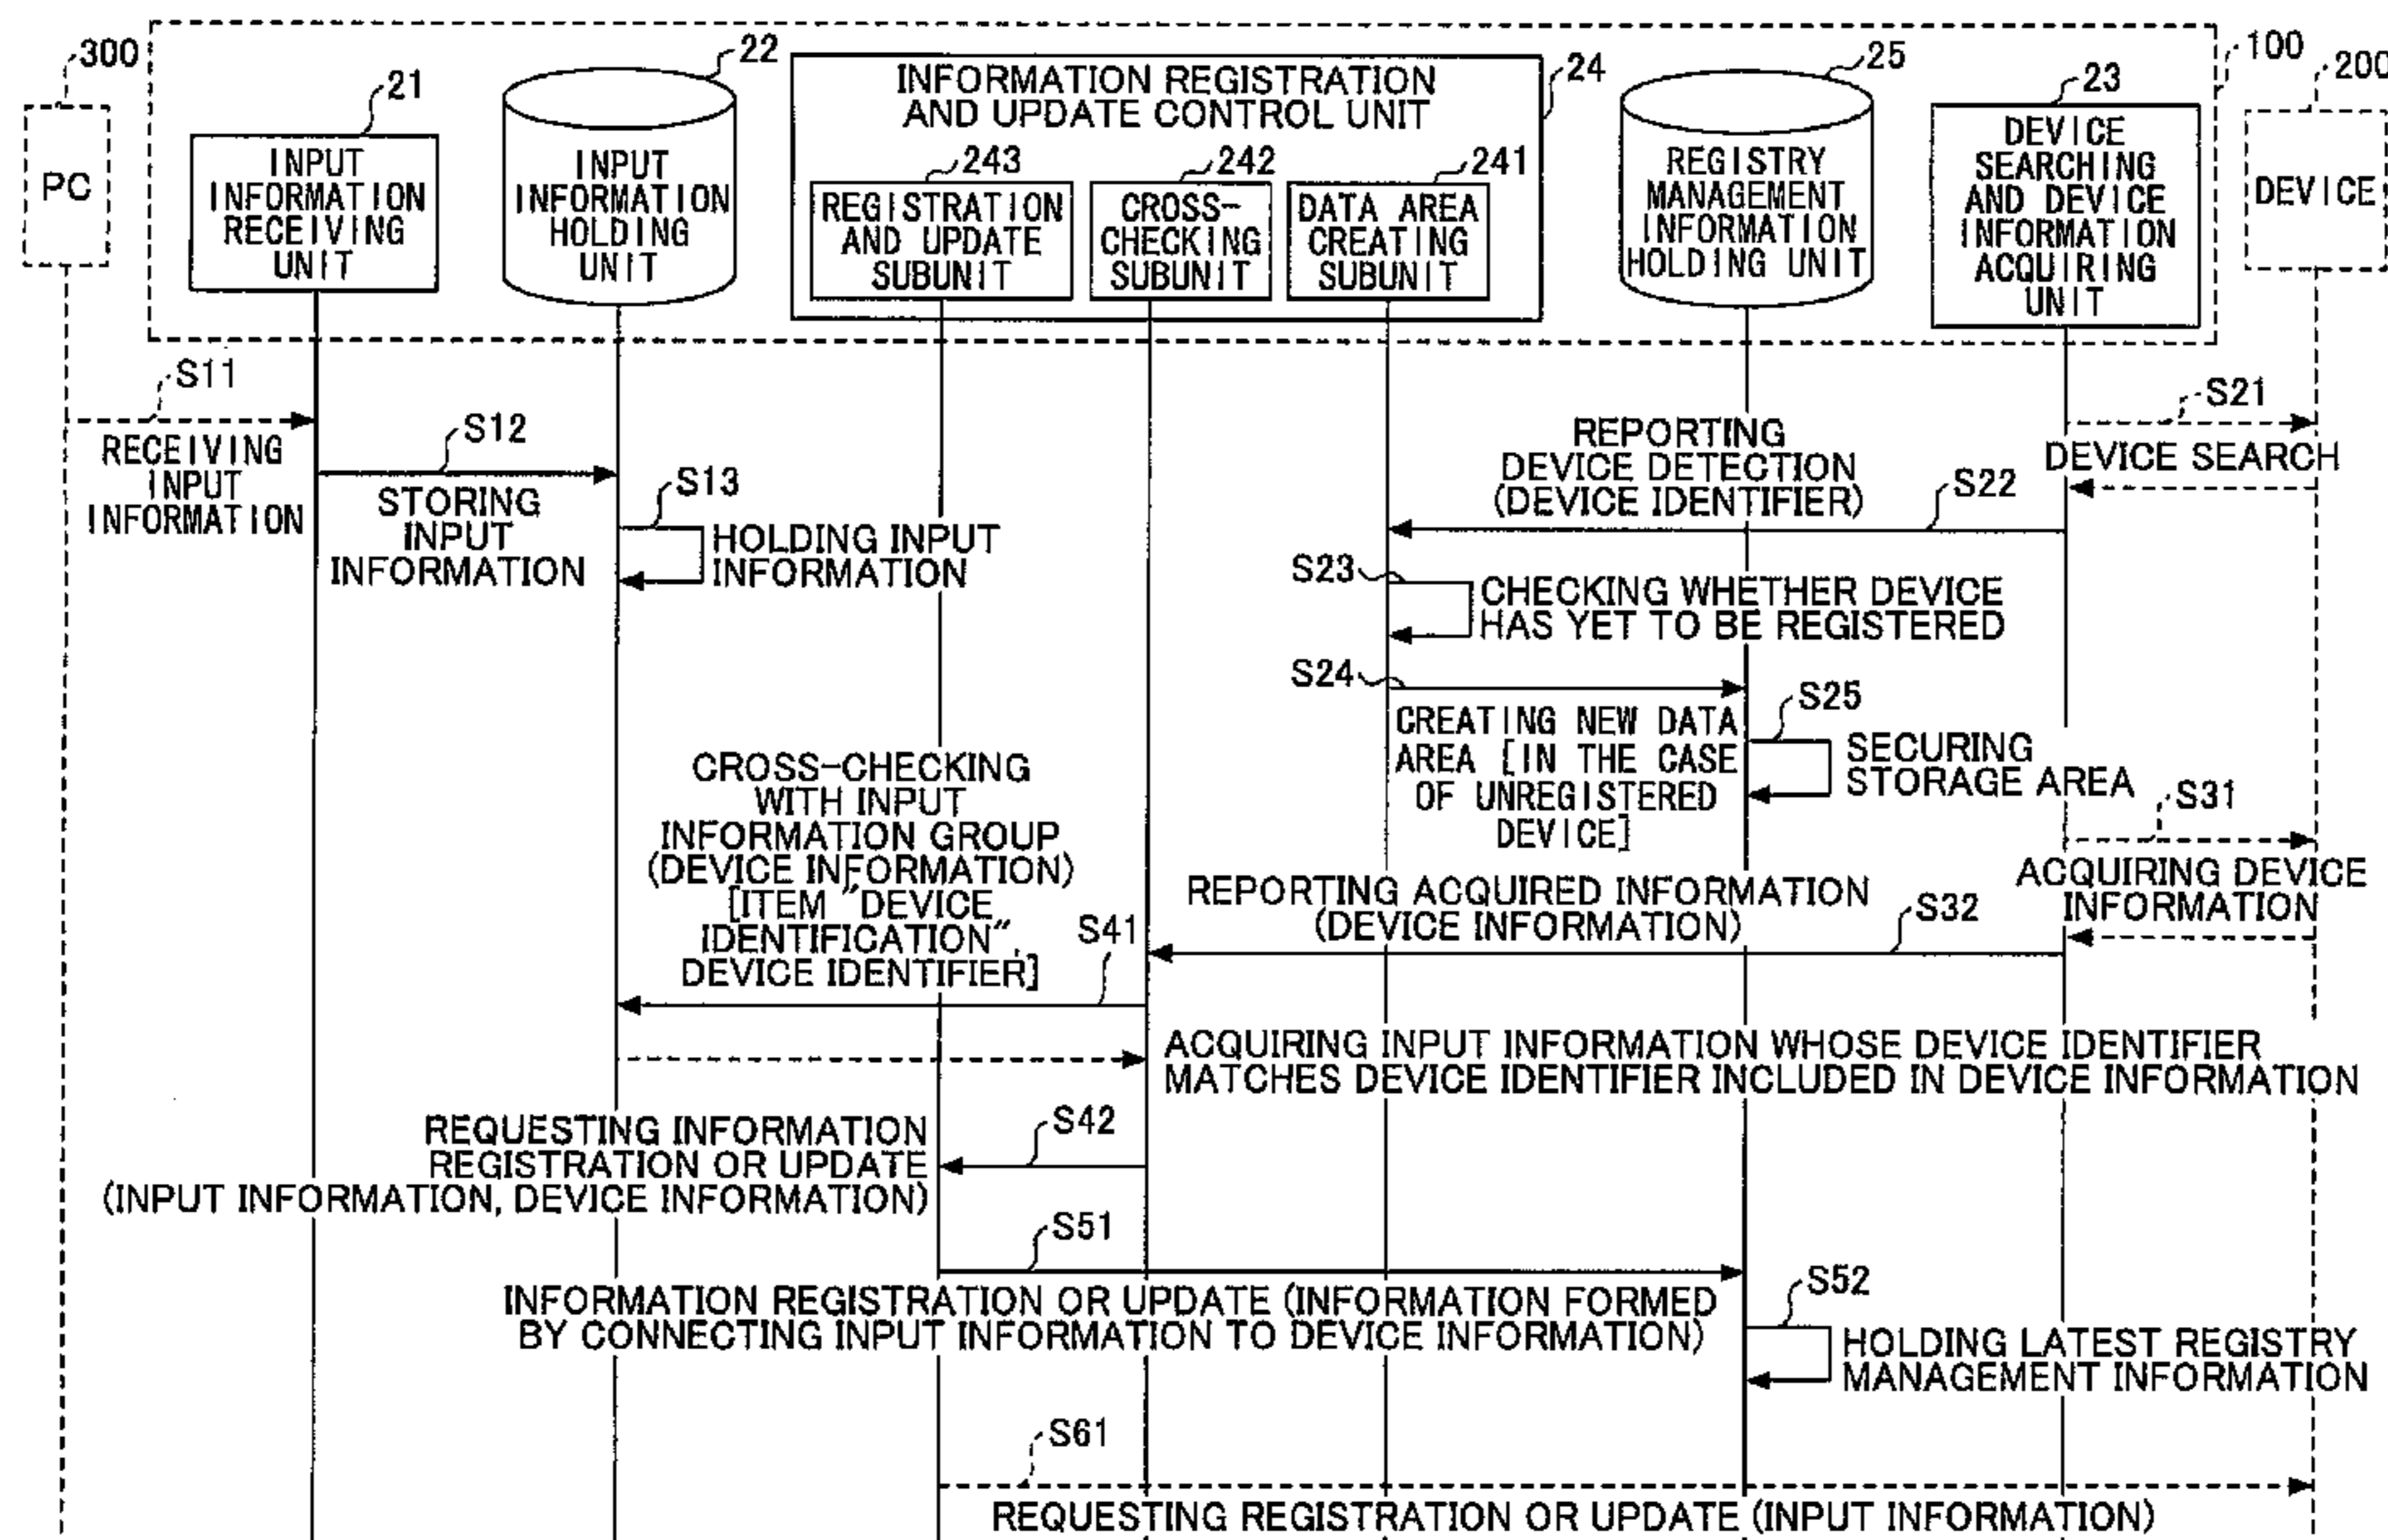 300
PC
21
INPUT
INFORMATION
RECEIVING
UNIT
22
INPUT
INFORMATION
HOLDING
UNIT
INFORMATION REGISTRATION
AND UPDATE CONTROL UNIT
24
243
REGISTRATION
AND UPDATE
SUBUNIT
242
CROSS-
CHECKING
SUBUNIT
241
DATA AREA
CREATING
SUBUNIT
25
REGISTRY
MANAGEMENT
INFORMATION
HOLDING UNIT
23
DEVICE
SEARCHING
AND DEVICE
INFORMATION
ACQUIRING
UNIT
100
200
DEVICE
S11
RECEIVING
INPUT
INFORMATION
S12
STORING
INPUT
INFORMATION
S13
HOLDING INPUT
INFORMATION
S21
DEVICE SEARCH
REPORTING
DEVICE DETECTION
(DEVICE IDENTIFIER)
S22
S23
CHECKING WHETHER DEVICE
HAS YET TO BE REGISTERED
S24
CREATING NEW DATA
AREA [IN THE CASE
OF UNREGISTERED
DEVICE]
S25
SECURING
STORAGE AREA
S31
ACQUIRING DEVICE
INFORMATION
REPORTING ACQUIRED INFORMATION
(DEVICE INFORMATION)
S32
CROSS-CHECKING
WITH INPUT
INFORMATION GROUP
(DEVICE INFORMATION)
[ITEM "DEVICE
IDENTIFICATION",
DEVICE IDENTIFIER]
S41
ACQUIRING INPUT INFORMATION WHOSE DEVICE IDENTIFIER
MATCHES DEVICE IDENTIFIER INCLUDED IN DEVICE INFORMATION
REQUESTING INFORMATION
REGISTRATION OR UPDATE
(INPUT INFORMATION, DEVICE INFORMATION)
S42
S51
INFORMATION REGISTRATION OR UPDATE (INFORMATION FORMED
BY CONNECTING INPUT INFORMATION TO DEVICE INFORMATION)
S52
HOLDING LATEST REGISTRY
MANAGEMENT INFORMATION
S61
REQUESTING REGISTRATION OR UPDATE (INPUT INFORMATION)